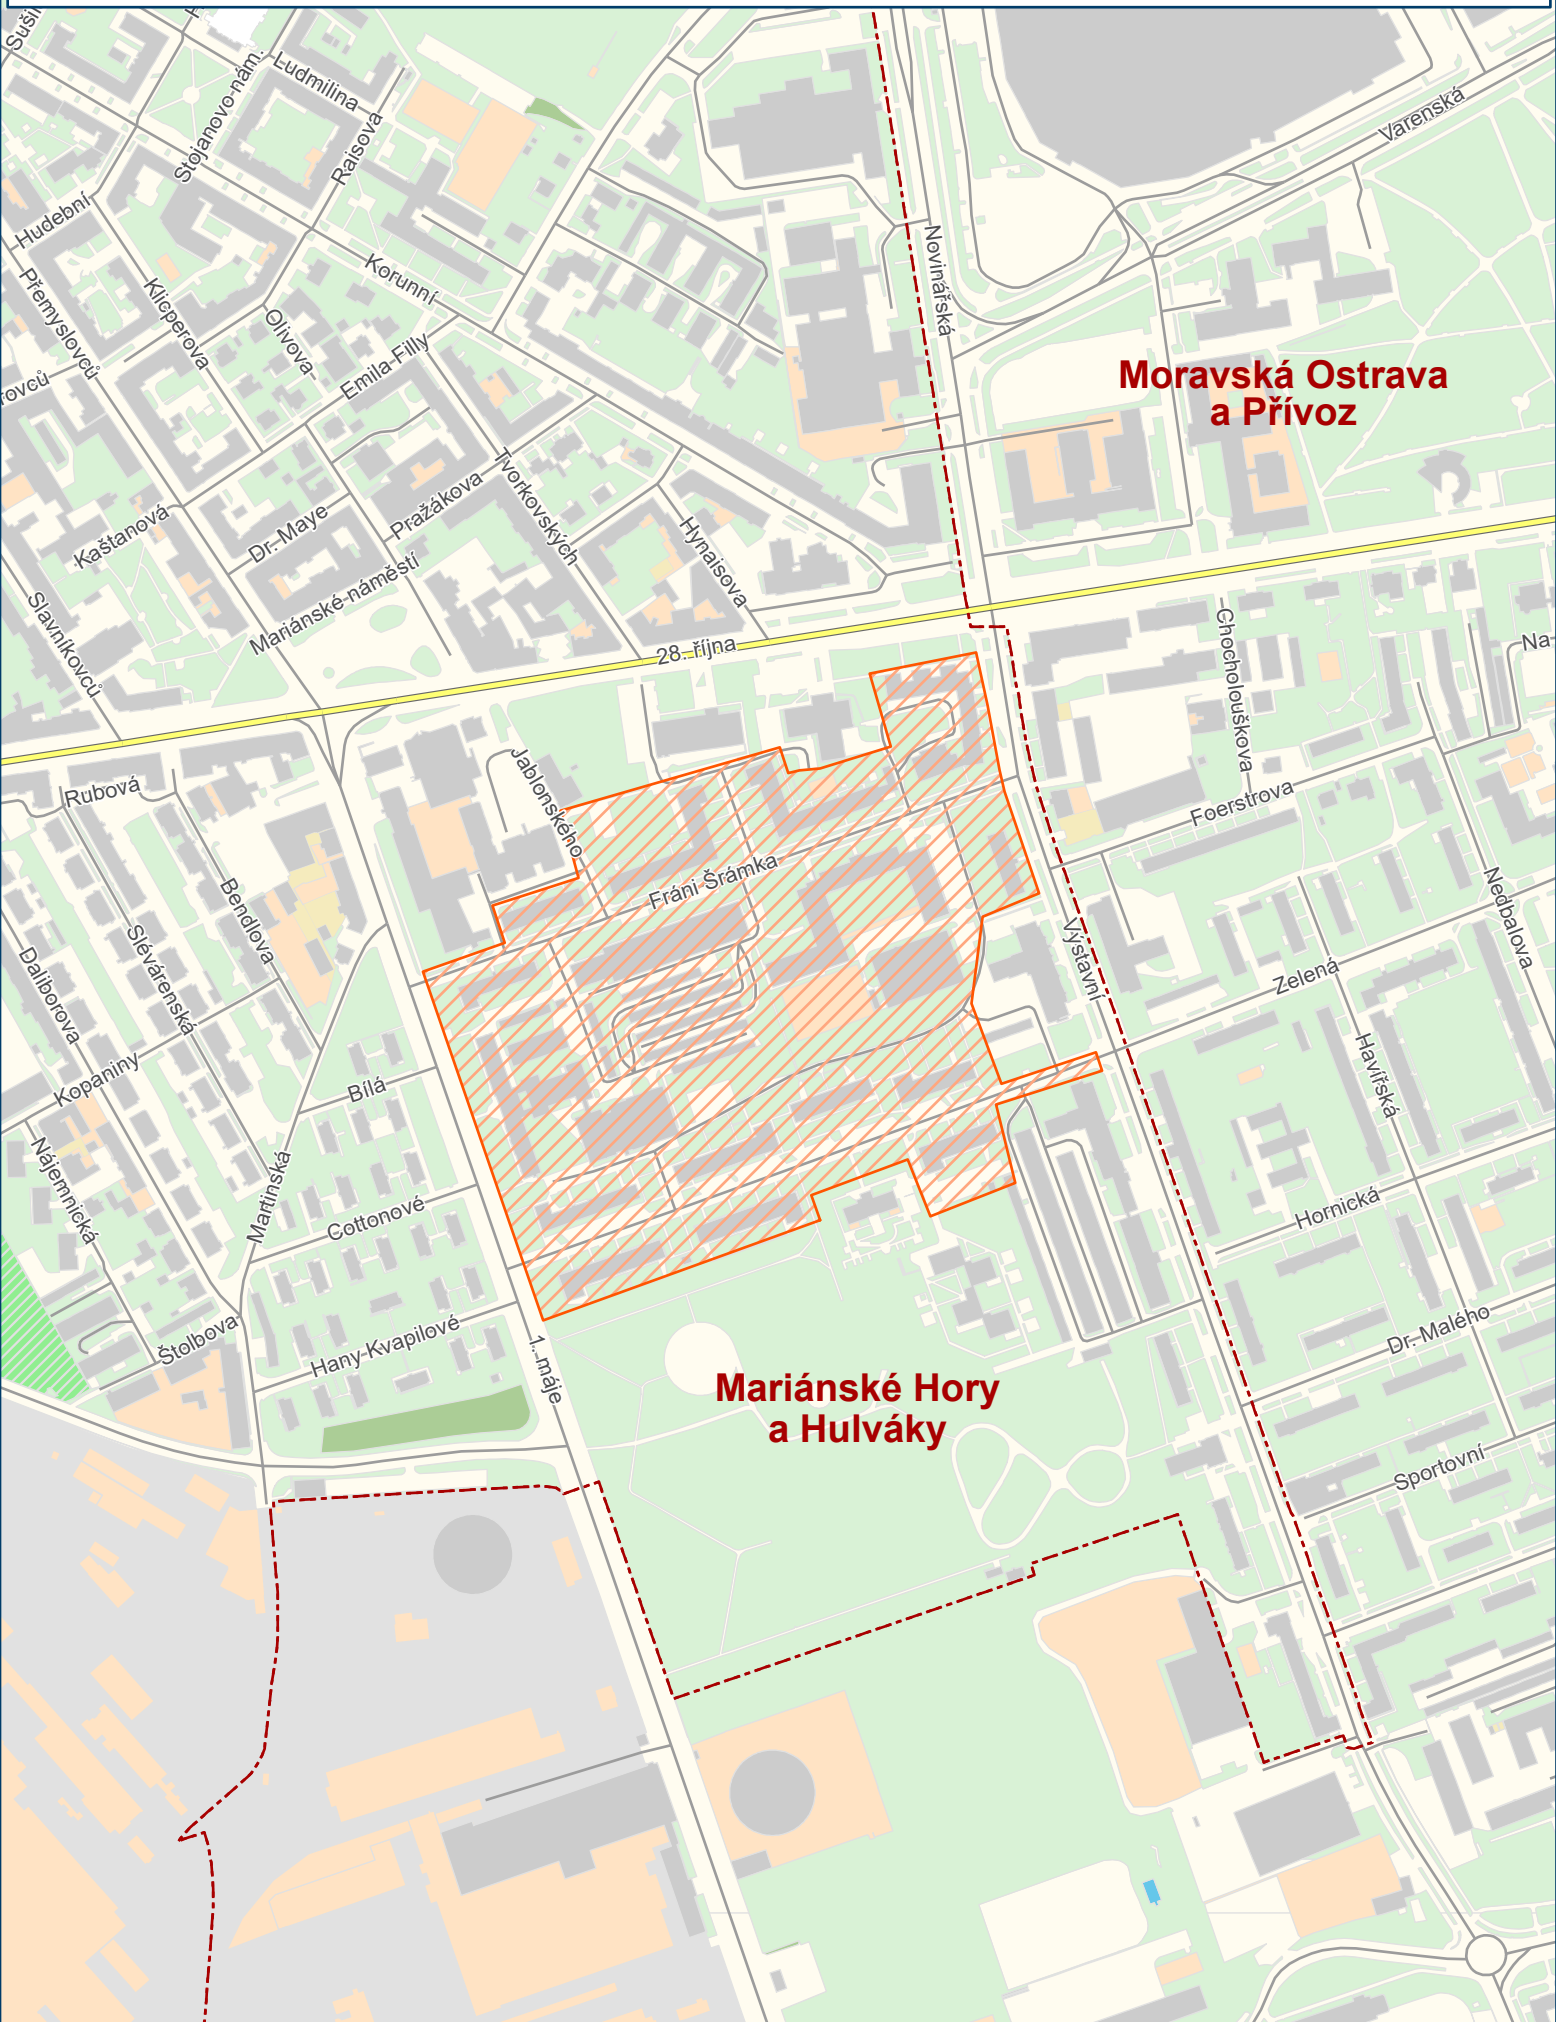 Ludmilina
Stojanovo nám.
Raisova
Varenská
Hudební
Korunní
Novinářská
Přemyslovců
Klicperova
Olivova
Emila Filly
Moravská Ostrava
a Přívoz
Kaštanová
Dr. Maye
Pražákova
Tvorkovských
Hynaisova
Mariánské náměstí
Slavníkovců
28. října
Chocholouškova
Na
Rubová
Jablonského
Foerstrova
Fráni Šrámka
Bendlova
Slévárenská
Daliborova
Výstavní
Zelená
Nedbalova
Kopaniny
Bílá
Havířská
Nájemnická
Martinská
Cottonové
Hornická
Štolbova
Hany Kvapilové
1. máje
Dr. Malého
Mariánské Hory
a Hulváky
Sportovní